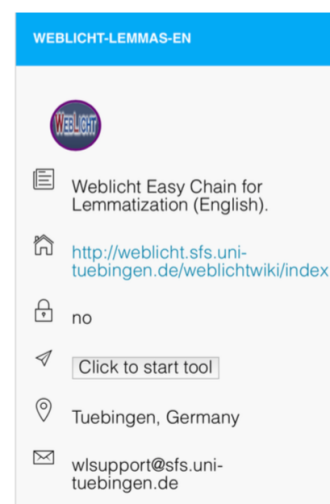 WEBLICHT-LEMMAS-EN
WEBLICHT
Weblicht Easy Chain for
Lemmatization (English).
http://weblicht.sfs.uni-
tuebingen.de/weblichtwiki/index
no
Click to start tool
Tuebingen, Germany
wlsupport@sfs.uni-
tuebingen.de